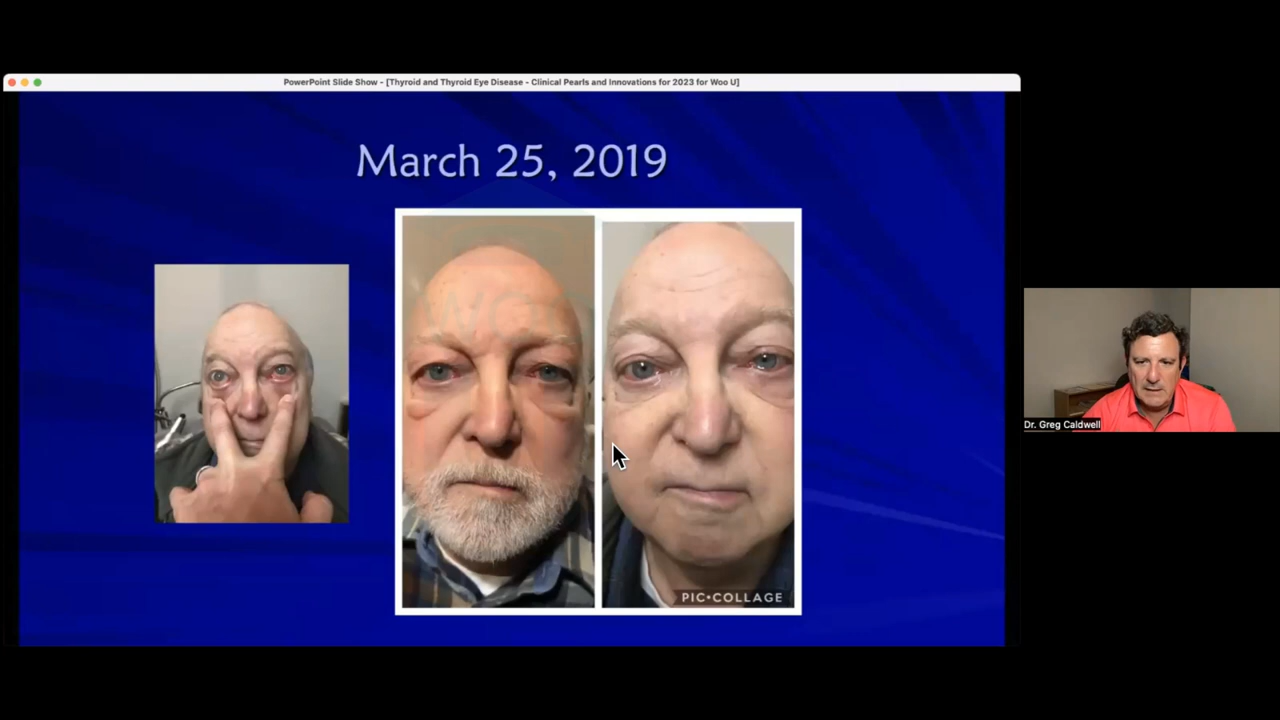 PowerPoint Slide Show - [Thyroid and Thyroid Eye Disease - Clinical Pearls and Innovations for 2023 for Woo U]
March 25, 2019
WOO
PIC•COLLAGE
Dr. Greg Caldwell